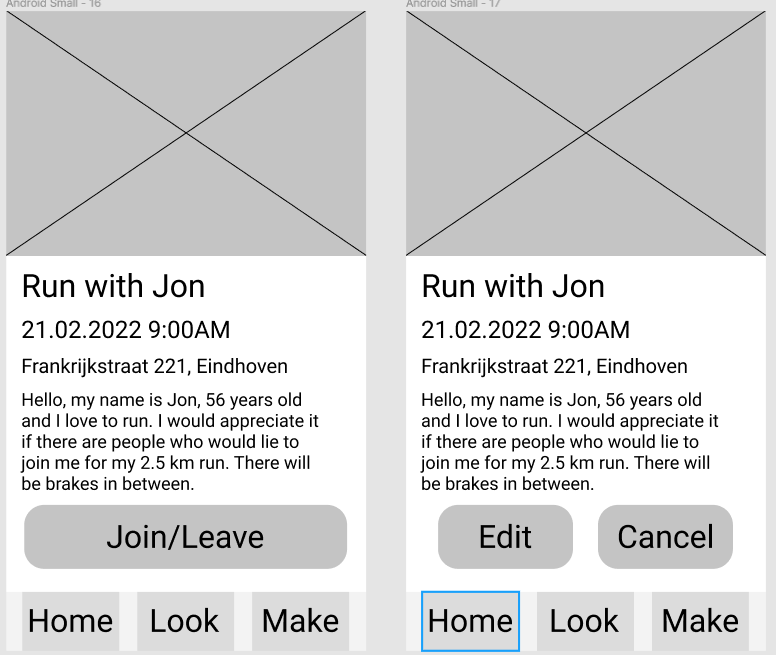 Android Small - 16
Run with Jon
21.02.2022 9:00AM
Frankrijkstraat 221, Eindhoven
Hello, my name is Jon, 56 years old
and I love to run. I would appreciate it
if there are people who would lie to
join me for my 2.5 km run. There will
be brakes in between.
Join/Leave
Home Look Make
Android Small - 17
Run with Jon
21.02.2022 9:00AM
Frankrijkstraat 221, Eindhoven
Hello, my name is Jon, 56 years old
and I love to run. I would appreciate it
if there are people who would lie to
join me for my 2.5 km run. There will
be brakes in between.
Edit Cancel
Home Look Make